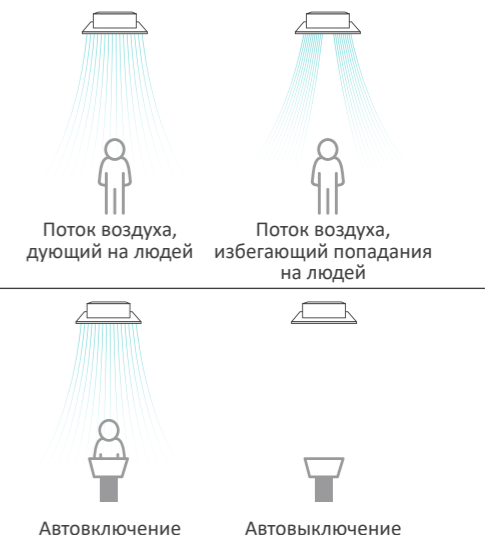 Поток воздуха,
дующий на людей
Поток воздуха,
избегающий попадания
на людей
Автовключение
Автовыключение